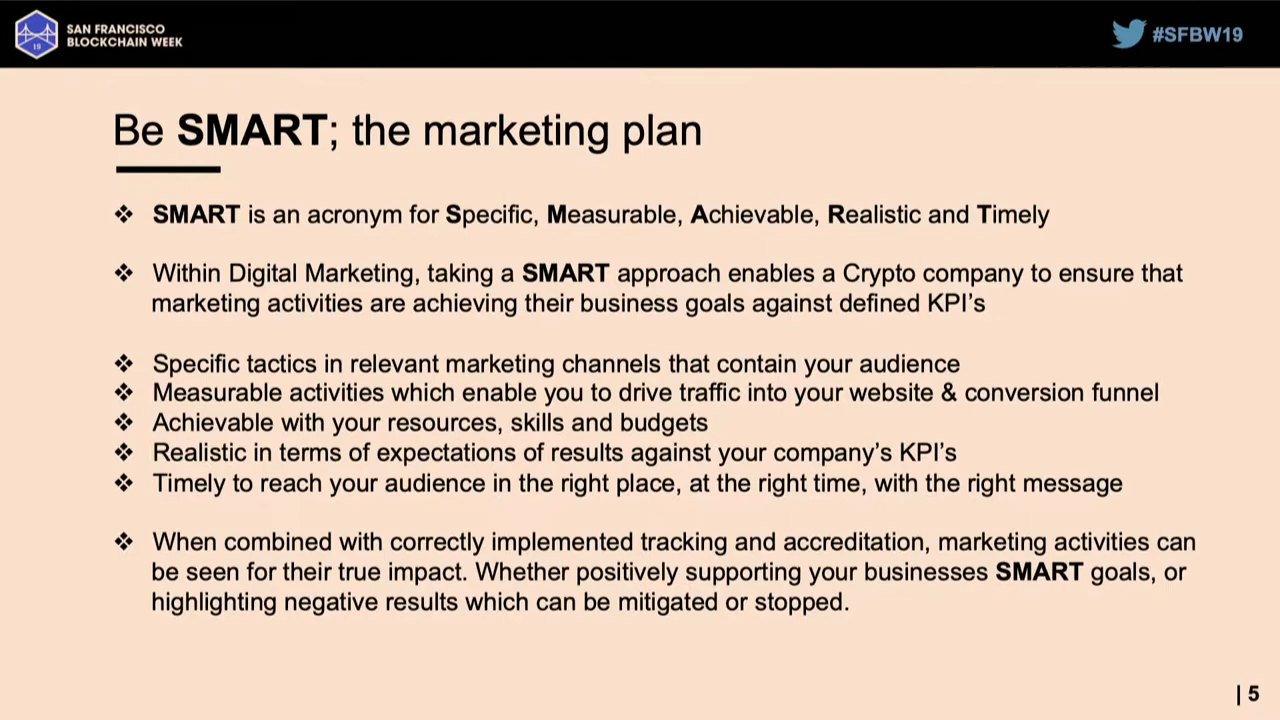 SAN FRANCISCO
BLOCKCHAIN WEEK
19
#SFBW19
Be SMART; the marketing plan
❖ SMART is an acronym for Specific, Measurable, Achievable, Realistic and Timely
❖ Within Digital Marketing, taking a SMART approach enables a Crypto company to ensure that
marketing activities are achieving their business goals against defined KPI's
❖ Specific tactics in relevant marketing channels that contain your audience
❖ Measurable activities which enable you to drive traffic into your website & conversion funnel
❖ Achievable with your resources, skills and budgets
❖ Realistic in terms of expectations of results against your company's KPI's
❖ Timely to reach your audience in the right place, at the right time, with the right message
❖ When combined with correctly implemented tracking and accreditation, marketing activities can
be seen for their true impact. Whether positively supporting your businesses SMART goals, or
highlighting negative results which can be mitigated or stopped.
| 5